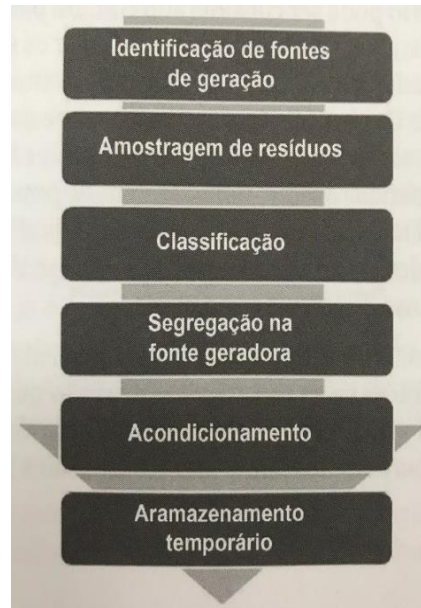 Identificação de fontes
de geração
Amostragem de resíduos
Classificação
Segregação na
fonte geradora
Acondicionamento
Aramazenamento
temporário